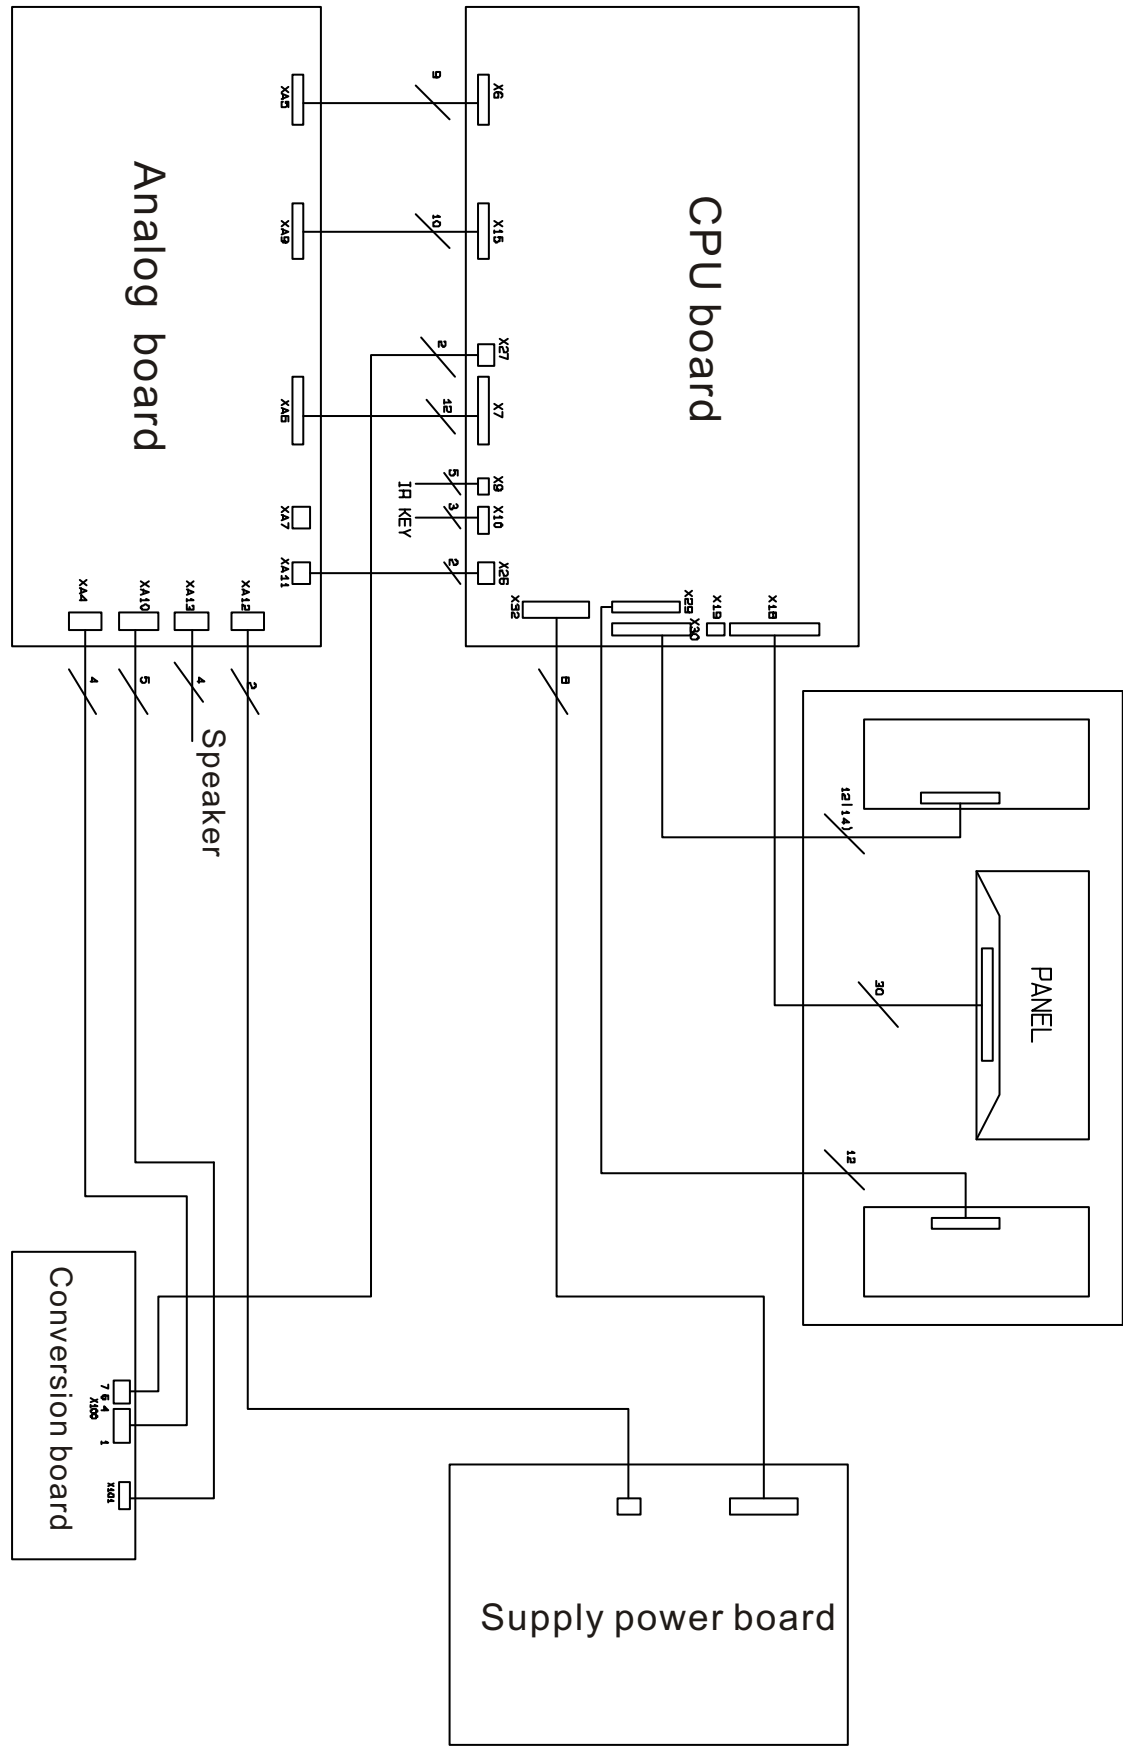 XA5
9
X6
XA9
10
X15
Analog board
CPU board
2
X27
XA6
12
X7
5
X9
IR KEY
3
X10
XA7
XA11
2
X26
XA4
XA10
XA13
XA12
X32
X29
X30
X19
X18
4
5
4
2
8
Speaker
12(14)
30
PANEL
12
Conversion board
7 6 4
X100
1
X101
Supply power board